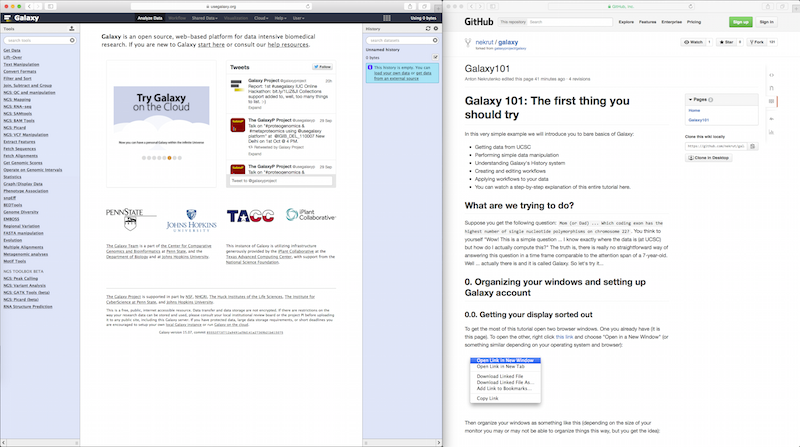 usegalaxy.org
Galaxy
Analyze Data
Workflow
Shared Data
Visualization
Cloud
Help
User
Using 0 bytes
Tools
search tools
Get Data
Lift-Over
Text Manipulation
Convert Formats
Filter and Sort
Join, Subtract and Group
NGS: QC and manipulation
NGS: Mapping
NGS: RNA-seq
NGS: SAMtools
NGS: BAM Tools
NGS: Picard
NGS: VCF Manipulation
Extract Features
Fetch Sequences
Fetch Alignments
Get Genomic Scores
Operate on Genomic Intervals
Statistics
Graph/Display Data
Phenotype Association
snpEff
BEDTools
Genome Diversity
EMBOSS
Regional Variation
FASTA manipulation
Evolution
Multiple Alignments
Metagenomic analyses
Motif Tools
NGS TOOLBOX BETA
NGS: Peak Calling
NGS: Variant Analysis
NGS: GATK Tools (beta)
NGS: Picard (beta)
RNA Structure Prediction
Galaxy is an open source, web-based platform for data intensive biomedical
research. If you are new to Galaxy start here or consult our help resources.
Try Galaxy
on the Cloud
Now you can have a personal Galaxy within the infinite Universe
Tweets
Follow
Galaxy Project @galaxyproject
20h
Report: 1st #usegalaxy IUC Online
Collections
support added to, wet, too many things
to list. :)
Expand
The GalaxyP Project
29 Sep
Talk on "#proteogenomics &
#metaproteomics using #usegalaxy
platform" at @IGIB_DEL_110007
New Delhi on 1st Oct @ 4 PM.
Retweeted by Galaxy Project
Expand
The GalaxyP Project
29 Sep
Talk on "#proteogenomics &
Tweet to @galaxyproject
PENNSTATE
JOHNS HOPKINS
UNIVERSITY
TACC
iPlant Collaborative
The Galaxy Team is a part of the Center for Comparative
Genomics and Bioinformatics at Penn State, and the
Department of Biology and at Johns Hopkins University.
This instance of Galaxy is utilizing infrastructure
generously provided by the iPlant Collaborative at the
Texas Advanced Computing Center, with support from the
National Science Foundation.
The Galaxy Project is supported in part by NSF, NHGRI, The Huck Institutes of the Life Sciences, The Institute for
CyberScience at Penn State, and Johns Hopkins University.
This is a free, public, internet accessible resource. Data transfer and data storage are not encrypted. If there are restrictions on the
way your research data can be stored and used, please consult your local institutional review board or the project PI before uploading it
to any public site, including this Galaxy server. If you have protected data, large data storage requirements, or short deadlines you are
encouraged to setup your own local Galaxy instance or run Galaxy on the cloud.
History
search datasets
Unnamed history
0 bytes
This history is empty. You can
load your own data or get data
from an external source
GitHub, Inc.
GitHub
This repository
Search
Explore
Features
Enterprise
Pricing
Sign up
Sign in
nekrut / galaxy
forked from galaxyproject/galaxy
Watch
1
Star
0
Fork
Galaxy101
Anton Nekrutenko edited this page 41 minutes ago · 4 revisions
Galaxy 101: The first thing you
should try
In this very simple example we will introduce you to bare basics of Galaxy:
Getting data from UCSC
Performing simple data manipulation
Understanding Galaxy's History system
Creating and editing workflows
Applying workflows to your data
You can watch a step-by-step explanation of this entire tutorial here.
Pages
Home
Galaxy101
Clone this wiki locally
Clone in Desktop
What are we trying to do?
Suppose you get the following question: Mom (or Dad) ... Which coding exon has the
highest number of single nucleotide polymorphisms on chromosome 22?. You think to
yourself "Wow! This is a simple question ... I know exactly where the data is (at UCSC)
but how do I actually compute this?" The truth is, there is really no straightforward way of
answering this question in a time frame comparable to the attention span of a 7-year-old.
Well ... actually there is and it is called Galaxy. So let's try it...
0. Organizing your windows and setting up
Galaxy account
0.0. Getting your display sorted out
To get the most of this tutorial open two browser windows. One you already have (it is
this page). To open the other, right click this link and choose "Open in a New Window" (or
something similar depending on your operating system and browser):
Open Link in New Window
Open Link in New Tab
Download Linked File
Download Linked File As...
Add Link to Bookmarks...
Copy Link
Then organize your windows as something like this (depending on the size of your
monitor you may or may not be able to organize things this way, but you get the idea):